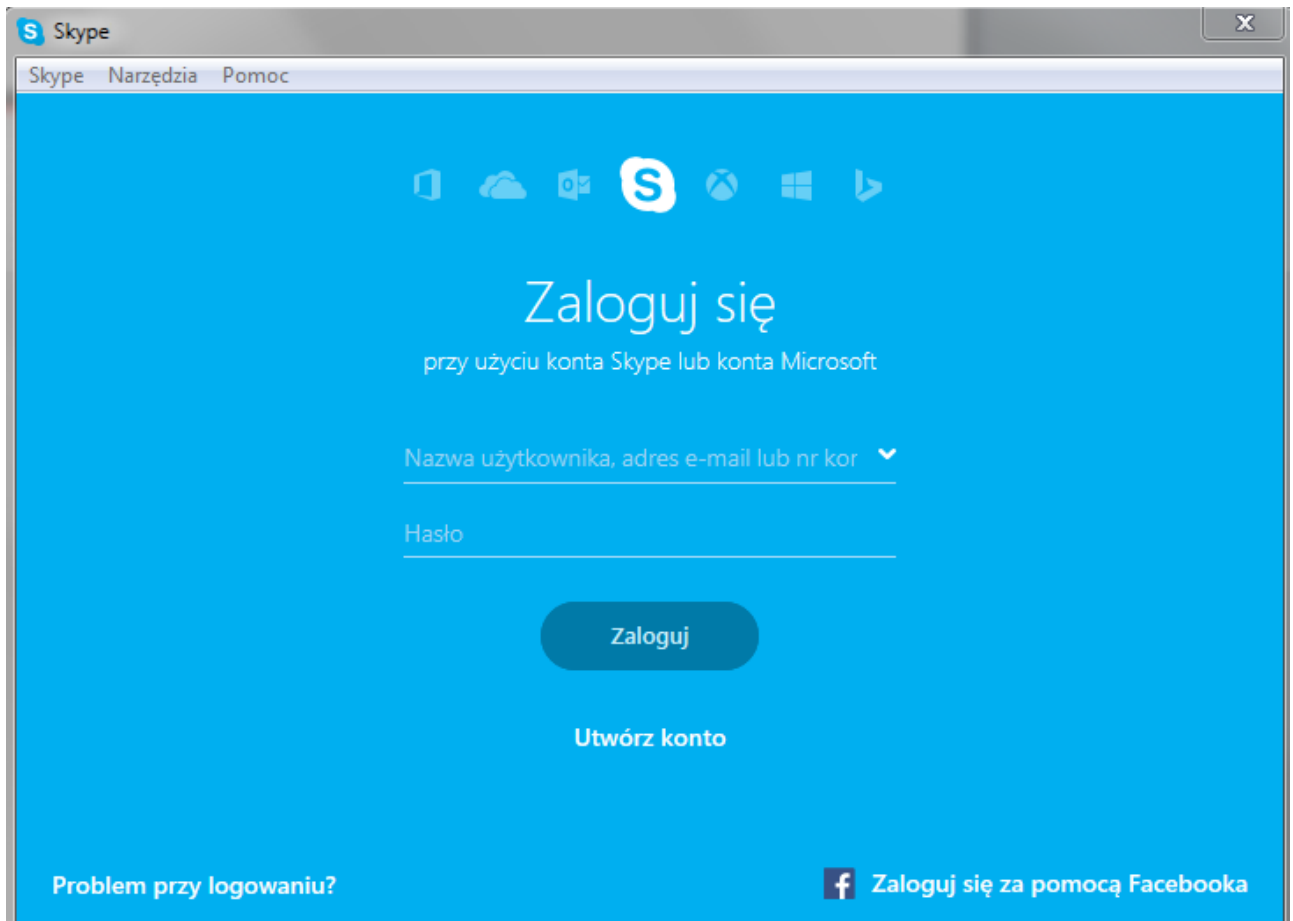 Skype
Skype Narzędzia Pomoc
Zaloguj się
przy użyciu konta Skype lub konta Microsoft
Nazwa użytkownika, adres e-mail lub nr kor
Hasło
Zaloguj
Utwórz konto
Problem przy logowaniu?
Zaloguj się za pomocą Facebooka